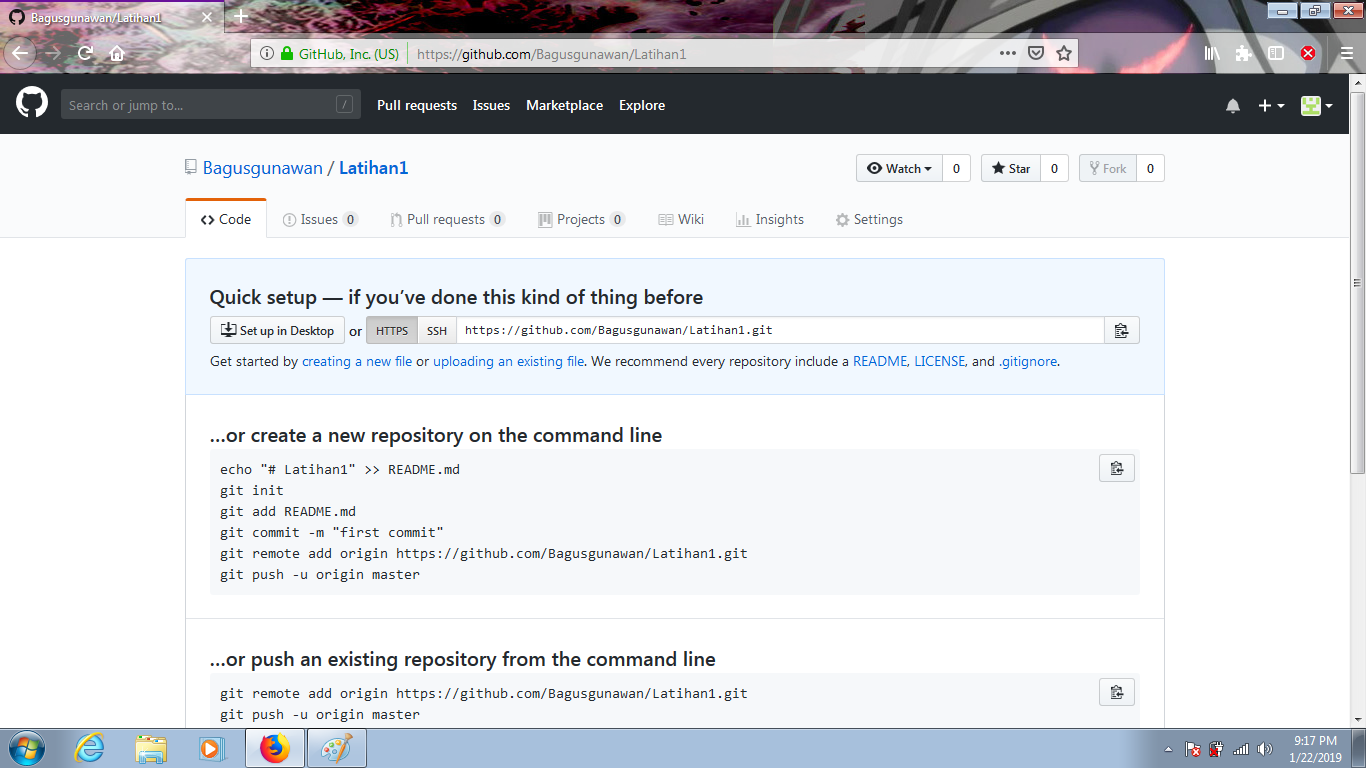 Bagusgunawan/Latihan1
GitHub, Inc. (US) https://github.com/Bagusgunawan/Latihan1
Search or jump to... / Pull requests Issues Marketplace Explore
Bagusgunawan / Latihan1 Watch 0 Star 0 Fork 0
Code Issues 0 Pull requests 0 Projects 0 Wiki Insights Settings
Quick setup — if you’ve done this kind of thing before
Set up in Desktop or HTTPS SSH https://github.com/Bagusgunawan/Latihan1.git
Get started by creating a new file or uploading an existing file. We recommend every repository include a README, LICENSE, and .gitignore.
…or create a new repository on the command line
echo "# Latihan1" >> README.md
git init
git add README.md
git commit -m "first commit"
git remote add origin https://github.com/Bagusgunawan/Latihan1.git
git push -u origin master
…or push an existing repository from the command line
git remote add origin https://github.com/Bagusgunawan/Latihan1.git
git push -u origin master
9:17 PM
1/22/2019